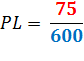 PL = 75/600